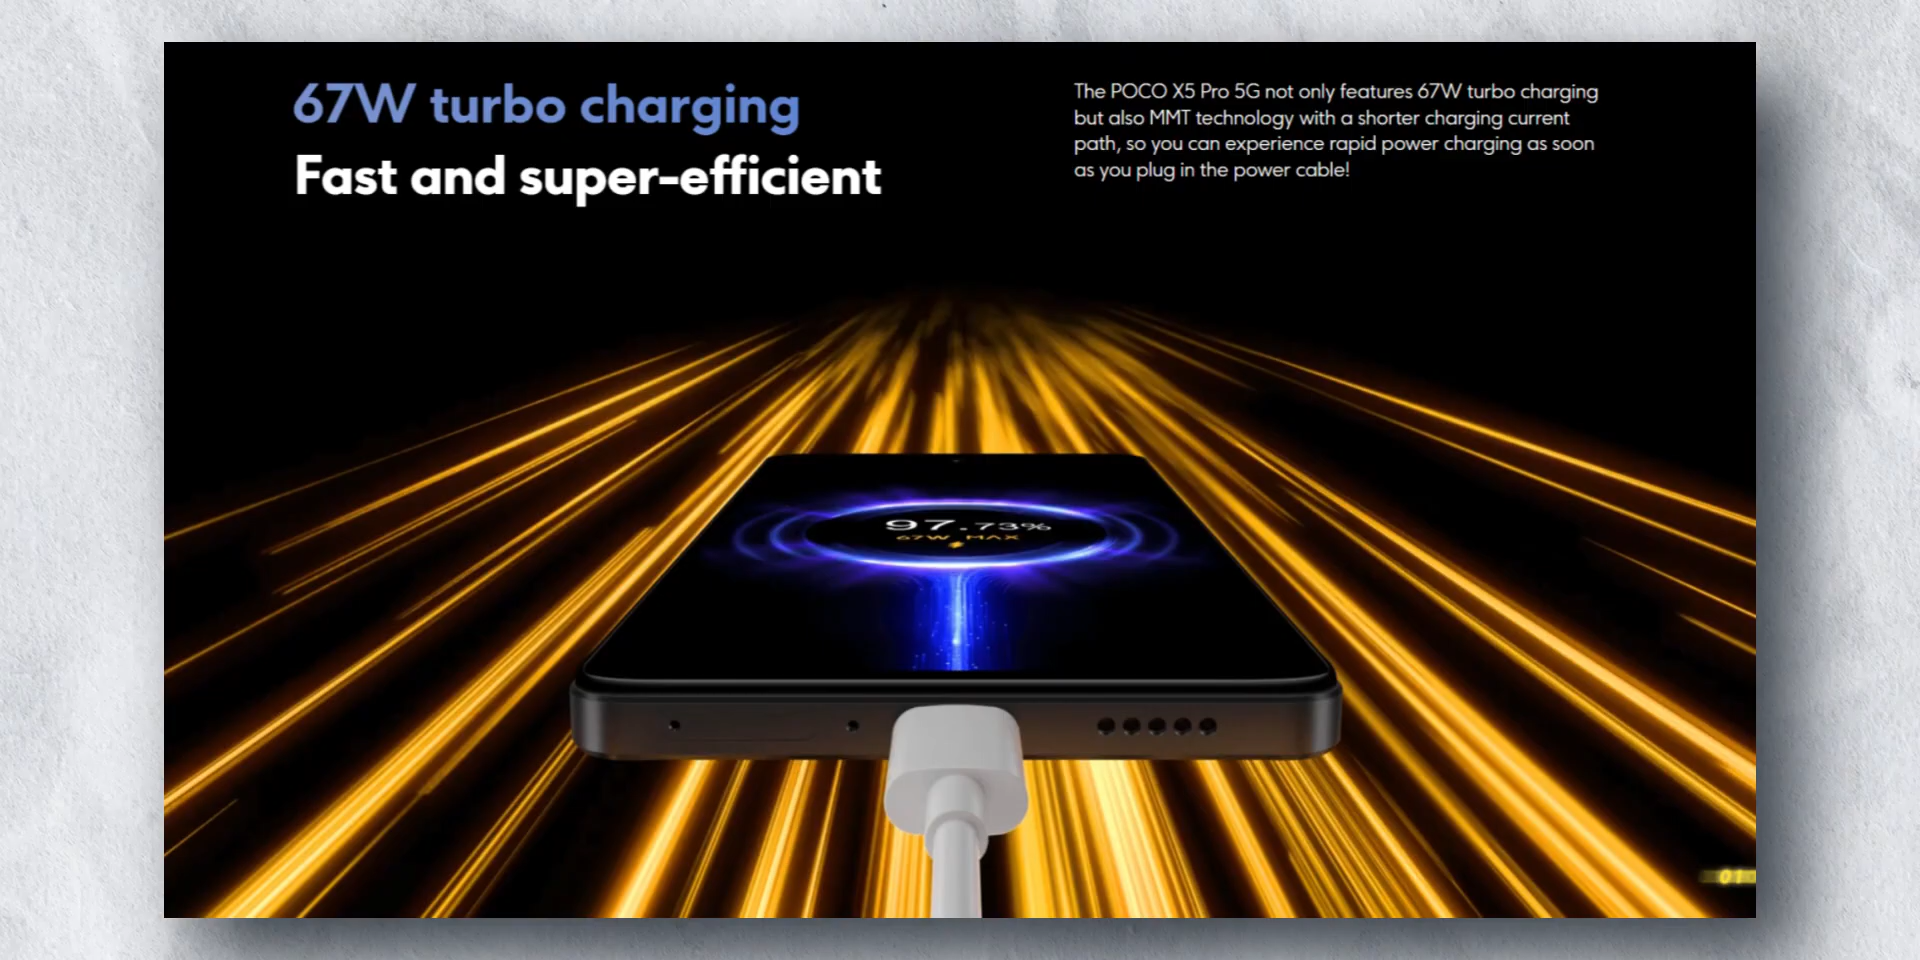 67W turbo charging
Fast and super-efficient
The POCO X5 Pro 5G not only features 67W turbo charging
but also MMT technology with a shorter charging current
path, so you can experience rapid power charging as soon
as you plug in the power cable!
97.73%
67W MAX
01